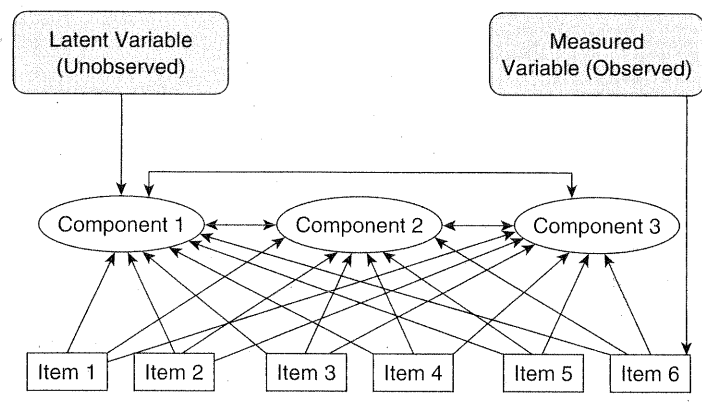 Latent Variable
(Unobserved)
Measured
Variable (Observed)
Component 1
Component 2
Component 3
Item 1
Item 2
Item 3
Item 4
Item 5
Item 6